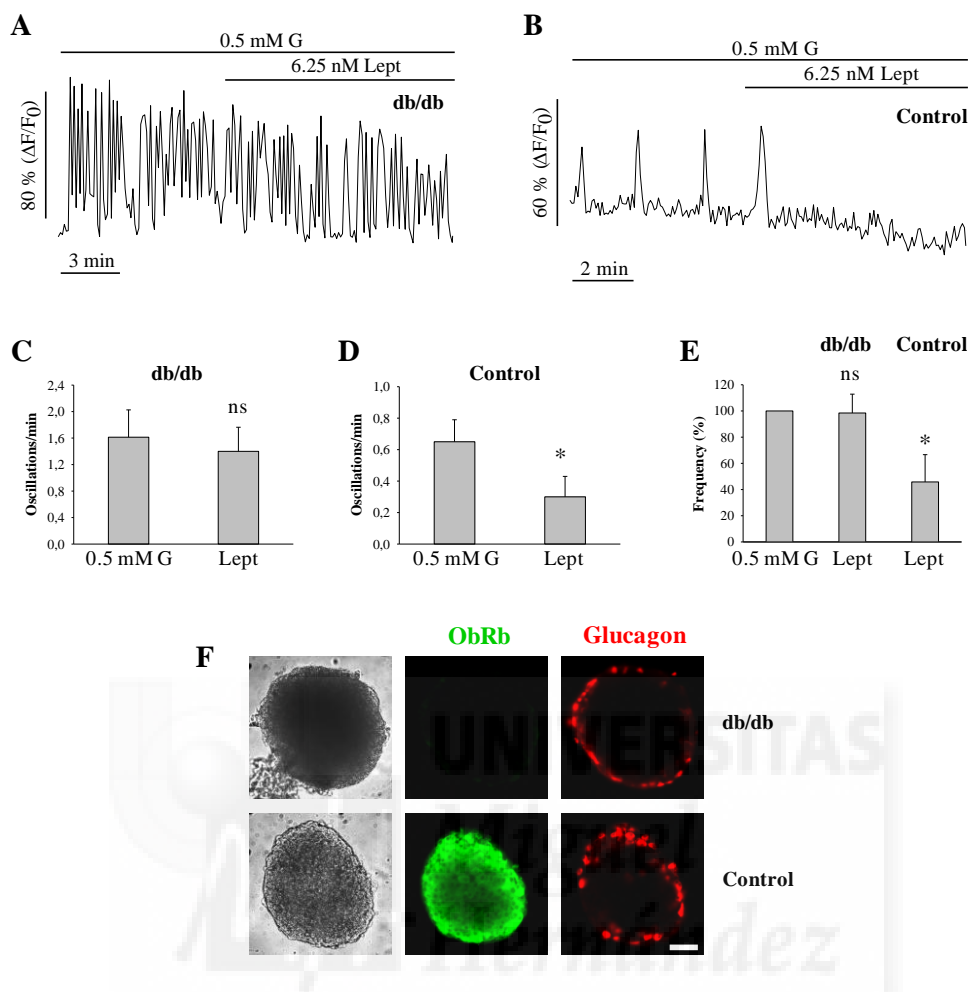 A
0.5 mM G
6.25 nM Lept
db/db
80 % (ΔF/F0)
3 min
B
0.5 mM G
6.25 nM Lept
Control
60 % (ΔF/F0)
2 min
C
db/db
Oscillations/min
2,4
2,0
1,6
1,2
0,8
0,4
0,0
ns
0.5 mM G Lept
D
Control
Oscillations/min
1,0
0,8
0,6
0,4
0,2
0,0
*
0.5 mM G Lept
E
db/db Control
ns
*
Frequency (%)
120
100
80
60
40
20
0
0.5 mM G Lept Lept
F
ObRb Glucagon
db/db
Control
UNIVERSITAS
Miguel
Hernández